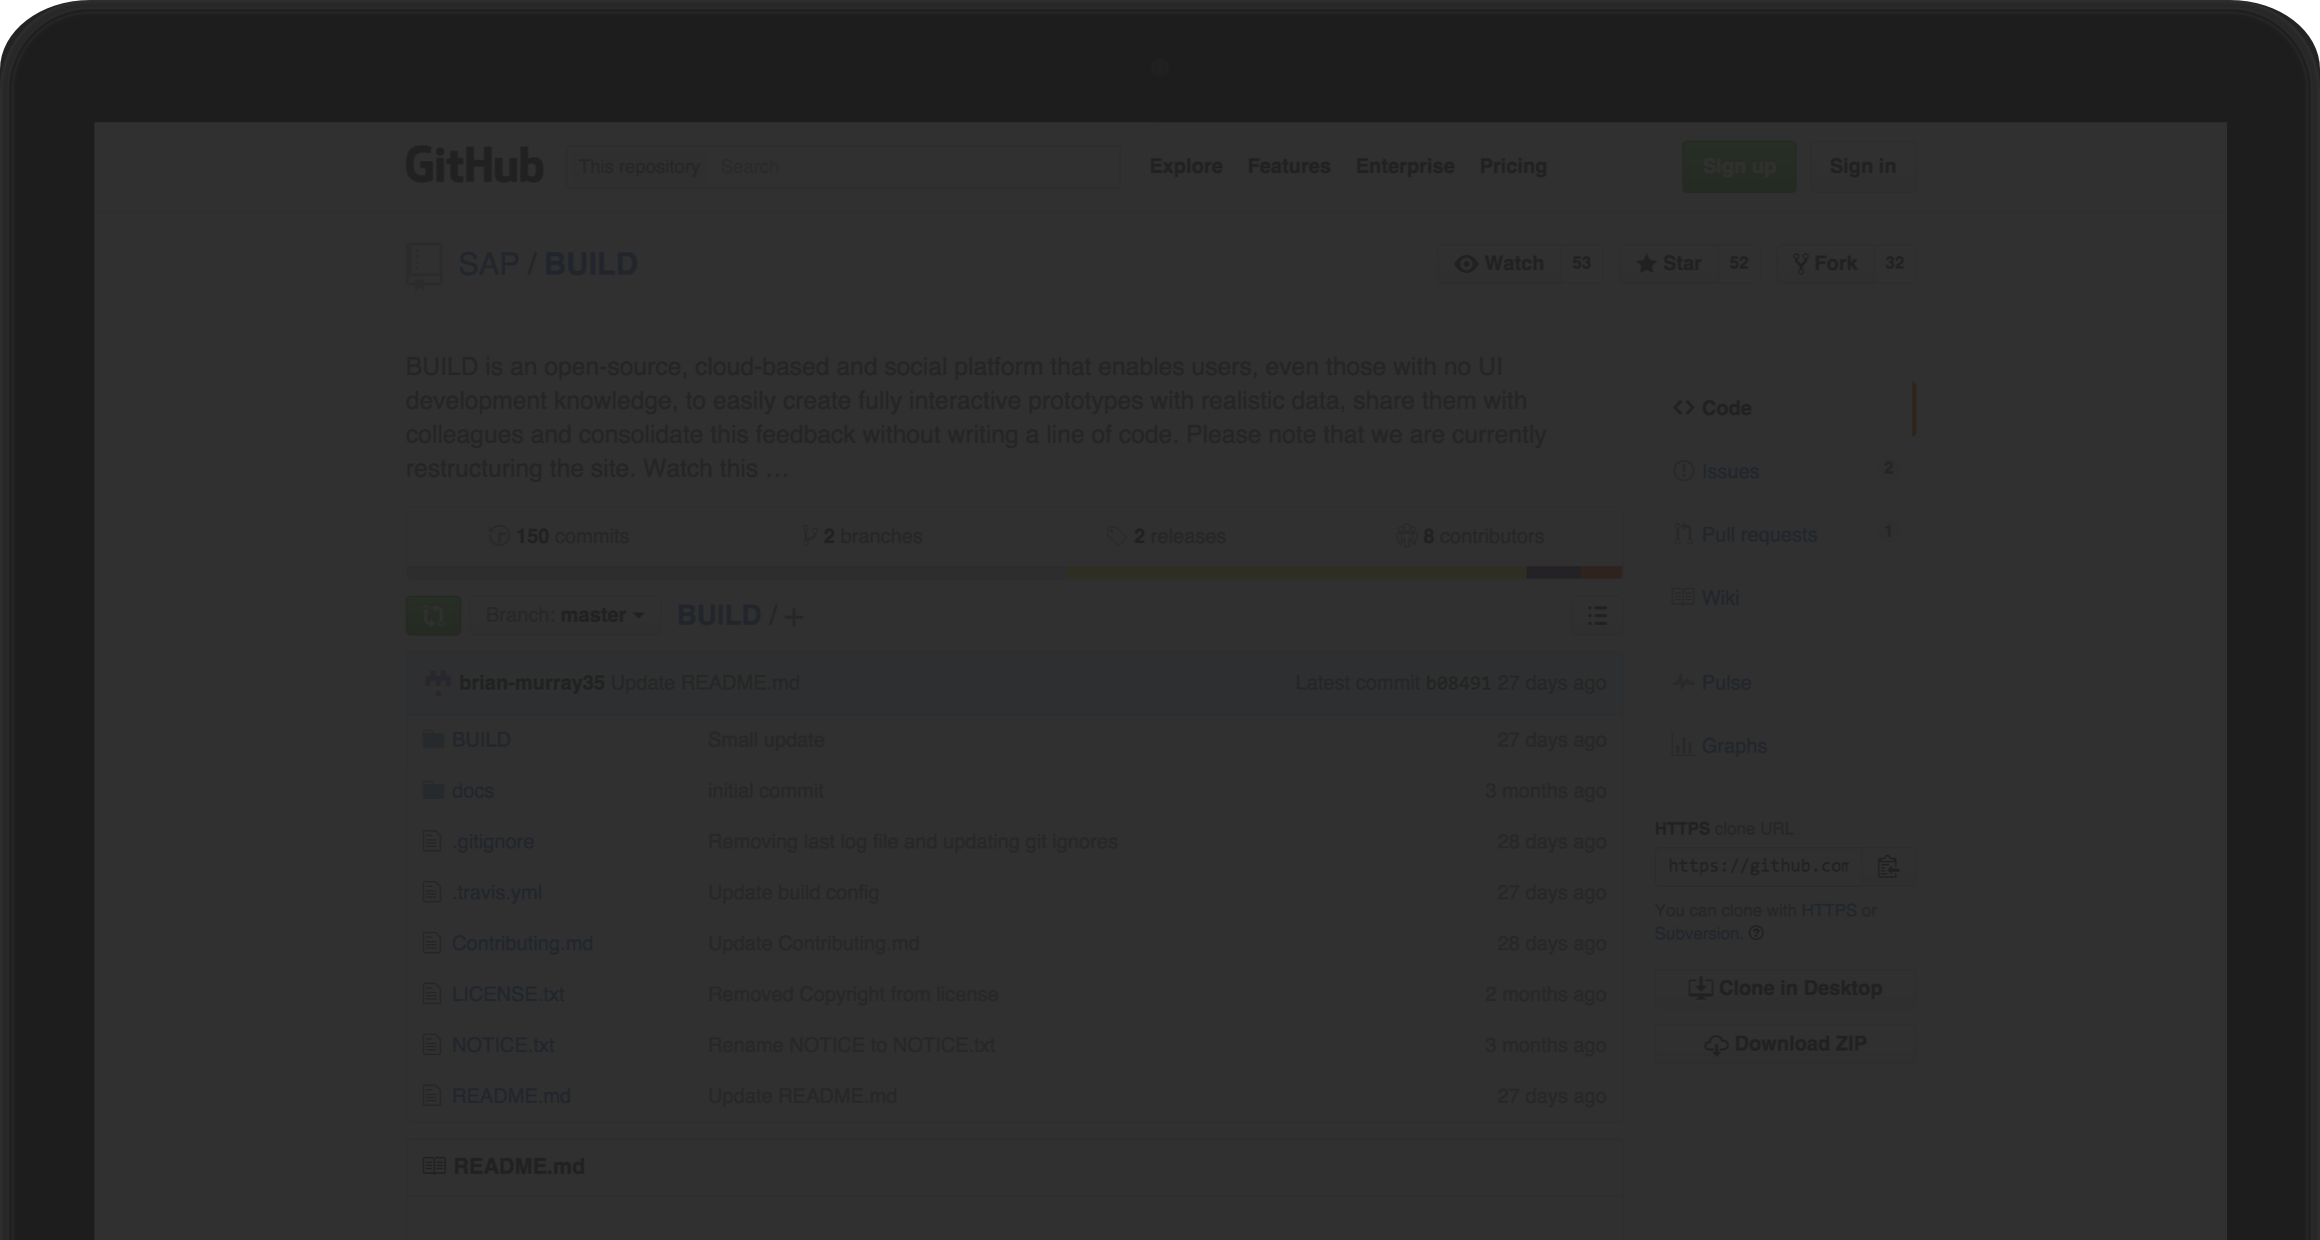 GitHub This repository Search Explore Features Enterprise Pricing Sign up Sign in
SAP / BUILD Watch 53 Star 52 Fork 32
BUILD is an open-source, cloud-based and social platform that enables users, even those with no UI
development knowledge, to easily create fully interactive prototypes with realistic data, share them with
colleagues and consolidate this feedback without writing a line of code. Please note that we are currently
restructuring the site. Watch this …
150 commits 2 branches 2 releases 8 contributors
Branch: master BUILD / +
brian-murray35 Update README.md Latest commit b08491 27 days ago
BUILD Small update 27 days ago
docs initial commit 3 months ago
.gitignore Removing last log file and updating git ignores 28 days ago
.travis.yml Update build config 27 days ago
Contributing.md Update Contributing.md 28 days ago
LICENSE.txt Removed Copyright from license 2 months ago
NOTICE.txt Rename NOTICE to NOTICE.txt 3 months ago
README.md Update README.md 27 days ago
README.md
Code
Issues 2
Pull requests 1
Wiki
Pulse
Graphs
HTTPS clone URL
https://github.com
You can clone with HTTPS or
Subversion.
Clone in Desktop
Download ZIP